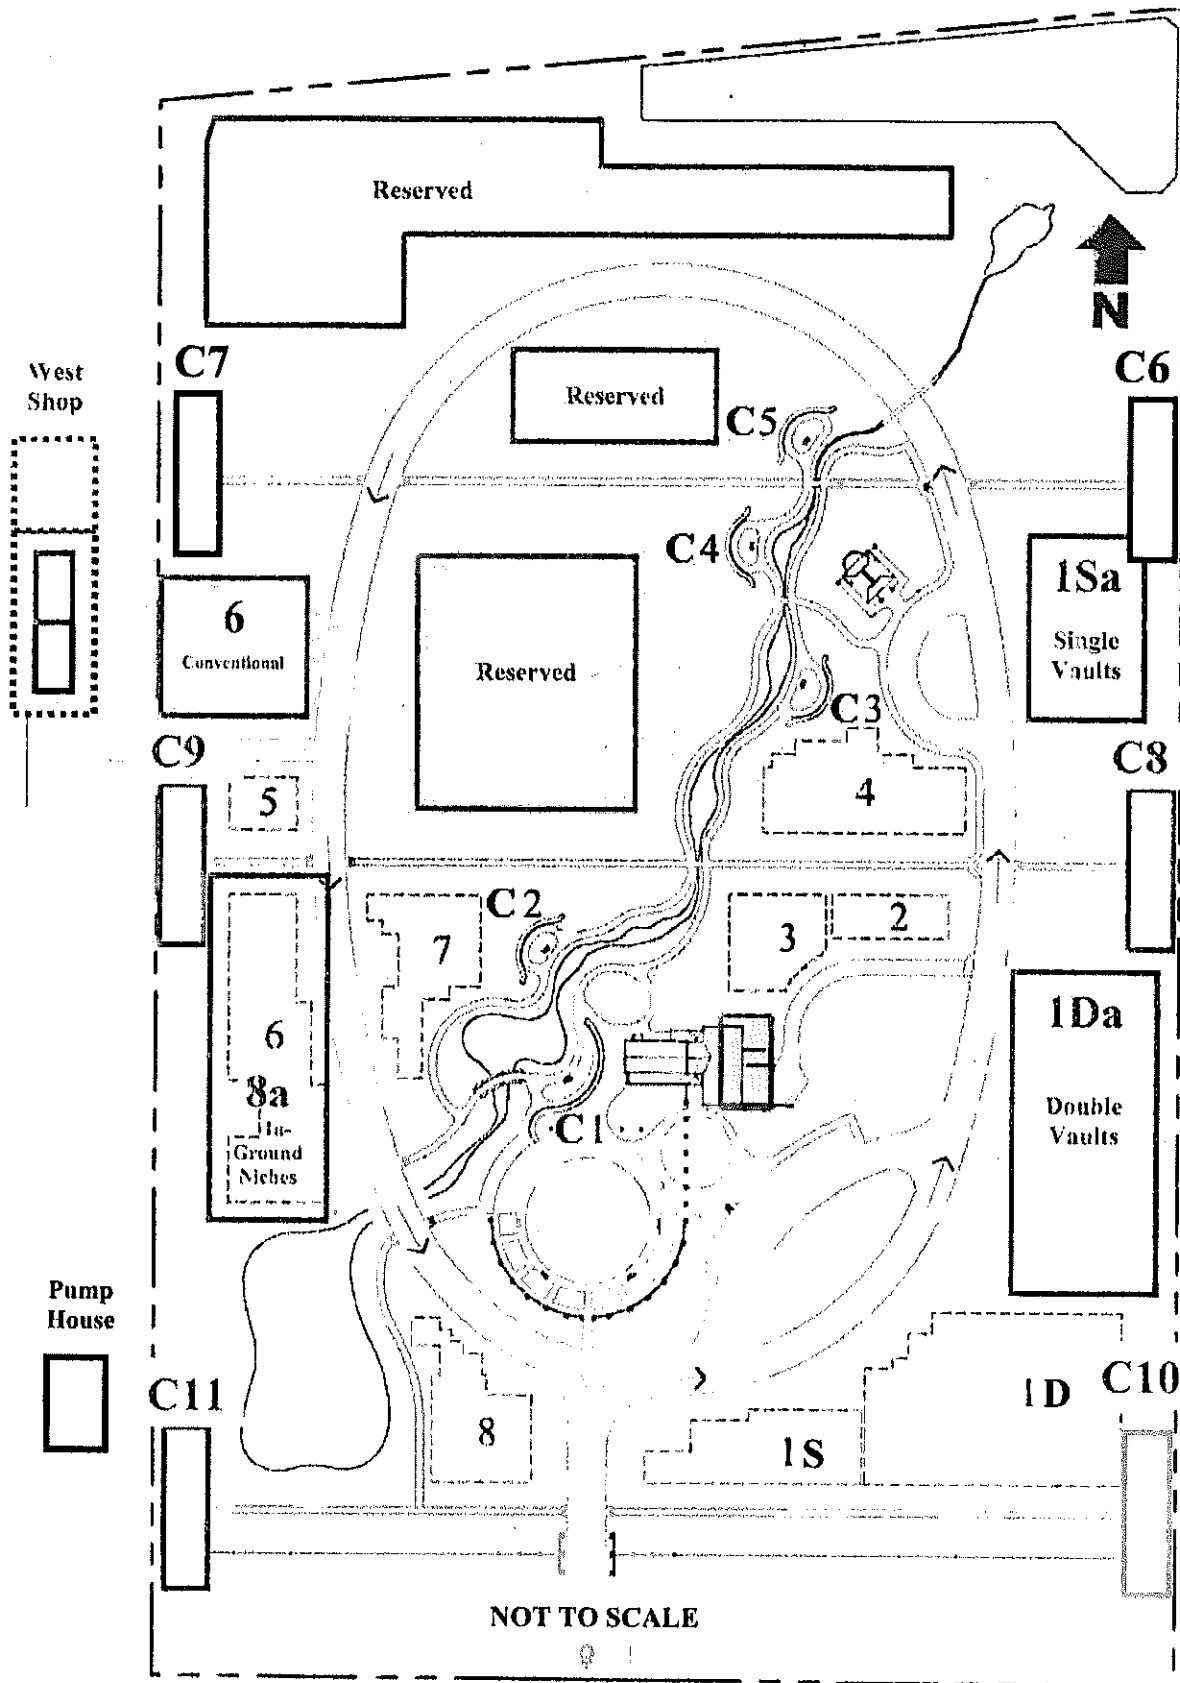 Reserved
N
C7
West
Shop
C6
Reserved
C5
C4
1Sa
Single
Vaults
6
Conventional
Reserved
C3
C9
C8
5
4
C2
7
3
2
6
8a
In-
Ground
Niches
1Da
Double
Vaults
C1
Pump
House
C11
C10
1D
8
1S
NOT TO SCALE